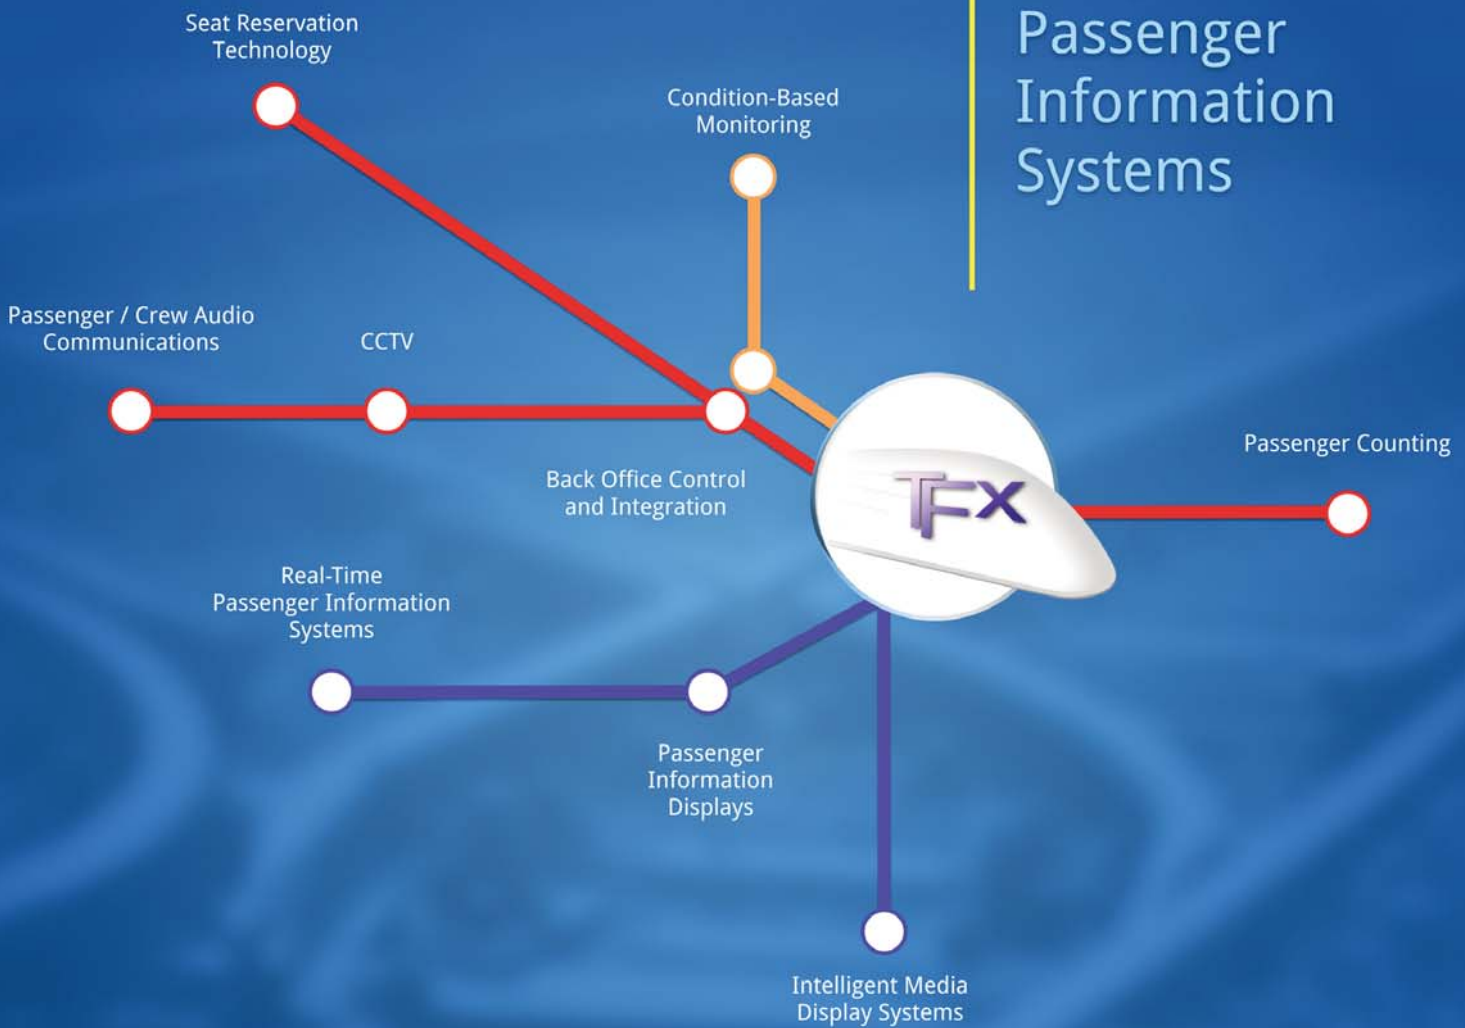 Passenger
Information
Systems
Seat Reservation
Technology
Condition-Based
Monitoring
Passenger / Crew Audio
Communications
CCTV
Back Office Control
and Integration
TFX
Passenger Counting
Real-Time
Passenger Information
Systems
Passenger
Information
Displays
Intelligent Media
Display Systems